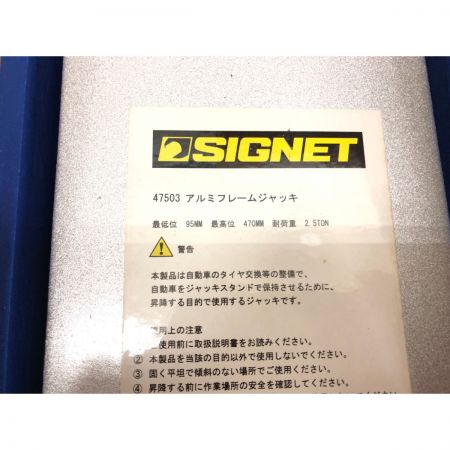 SIGNET
47503 アルミフレームジャッキ
最低位 95MM 最高位 470MM 耐荷重 2.5TON
警告
本製品は自動車のタイヤ交換等の整備で、
自動車をジャッキスタンドで保持させるために、
昇降する目的で使用するジャッキです。
使用上の注意
使用前に取扱説明書をお読みください。
② 本製品を当該の目的以外で使用しないでください。
③ 固く平坦で傾斜のない場所でご使用ください。
④ 昇降する前に作業場所の安全を確認してください。